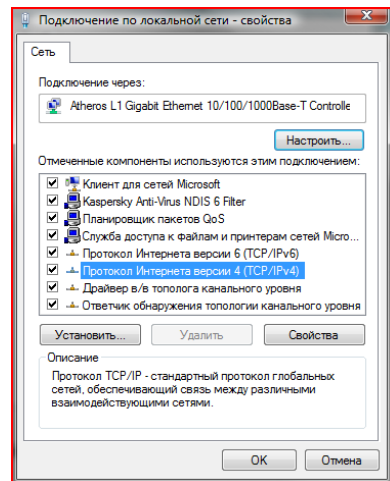 Подключение по локальной сети - свойства
Сеть
Подключение через:
Atheros L1 Gigabit Ethernet 10/100/1000Base-T Controlle
Настроить...
Отмеченные компоненты используются этим подключением:
Клиент для сетей Microsoft
Kaspersky Anti-Virus NDIS 6 Filter
Планировщик пакетов QoS
Служба доступа к файлам и принтерам сетей Micro...
Протокол Интернета версии 6 (TCP/IPv6)
Протокол Интернета версии 4 (TCP/IPv4)
Драйвер в/в тополога канального уровня
Ответчик обнаружения топологии канального уровня
Установить... Удалить Свойства
Описание
Протокол TCP/IP - стандартный протокол глобальных
сетей, обеспечивающий связь между различными
взаимодействующими сетями.
OK Отмена